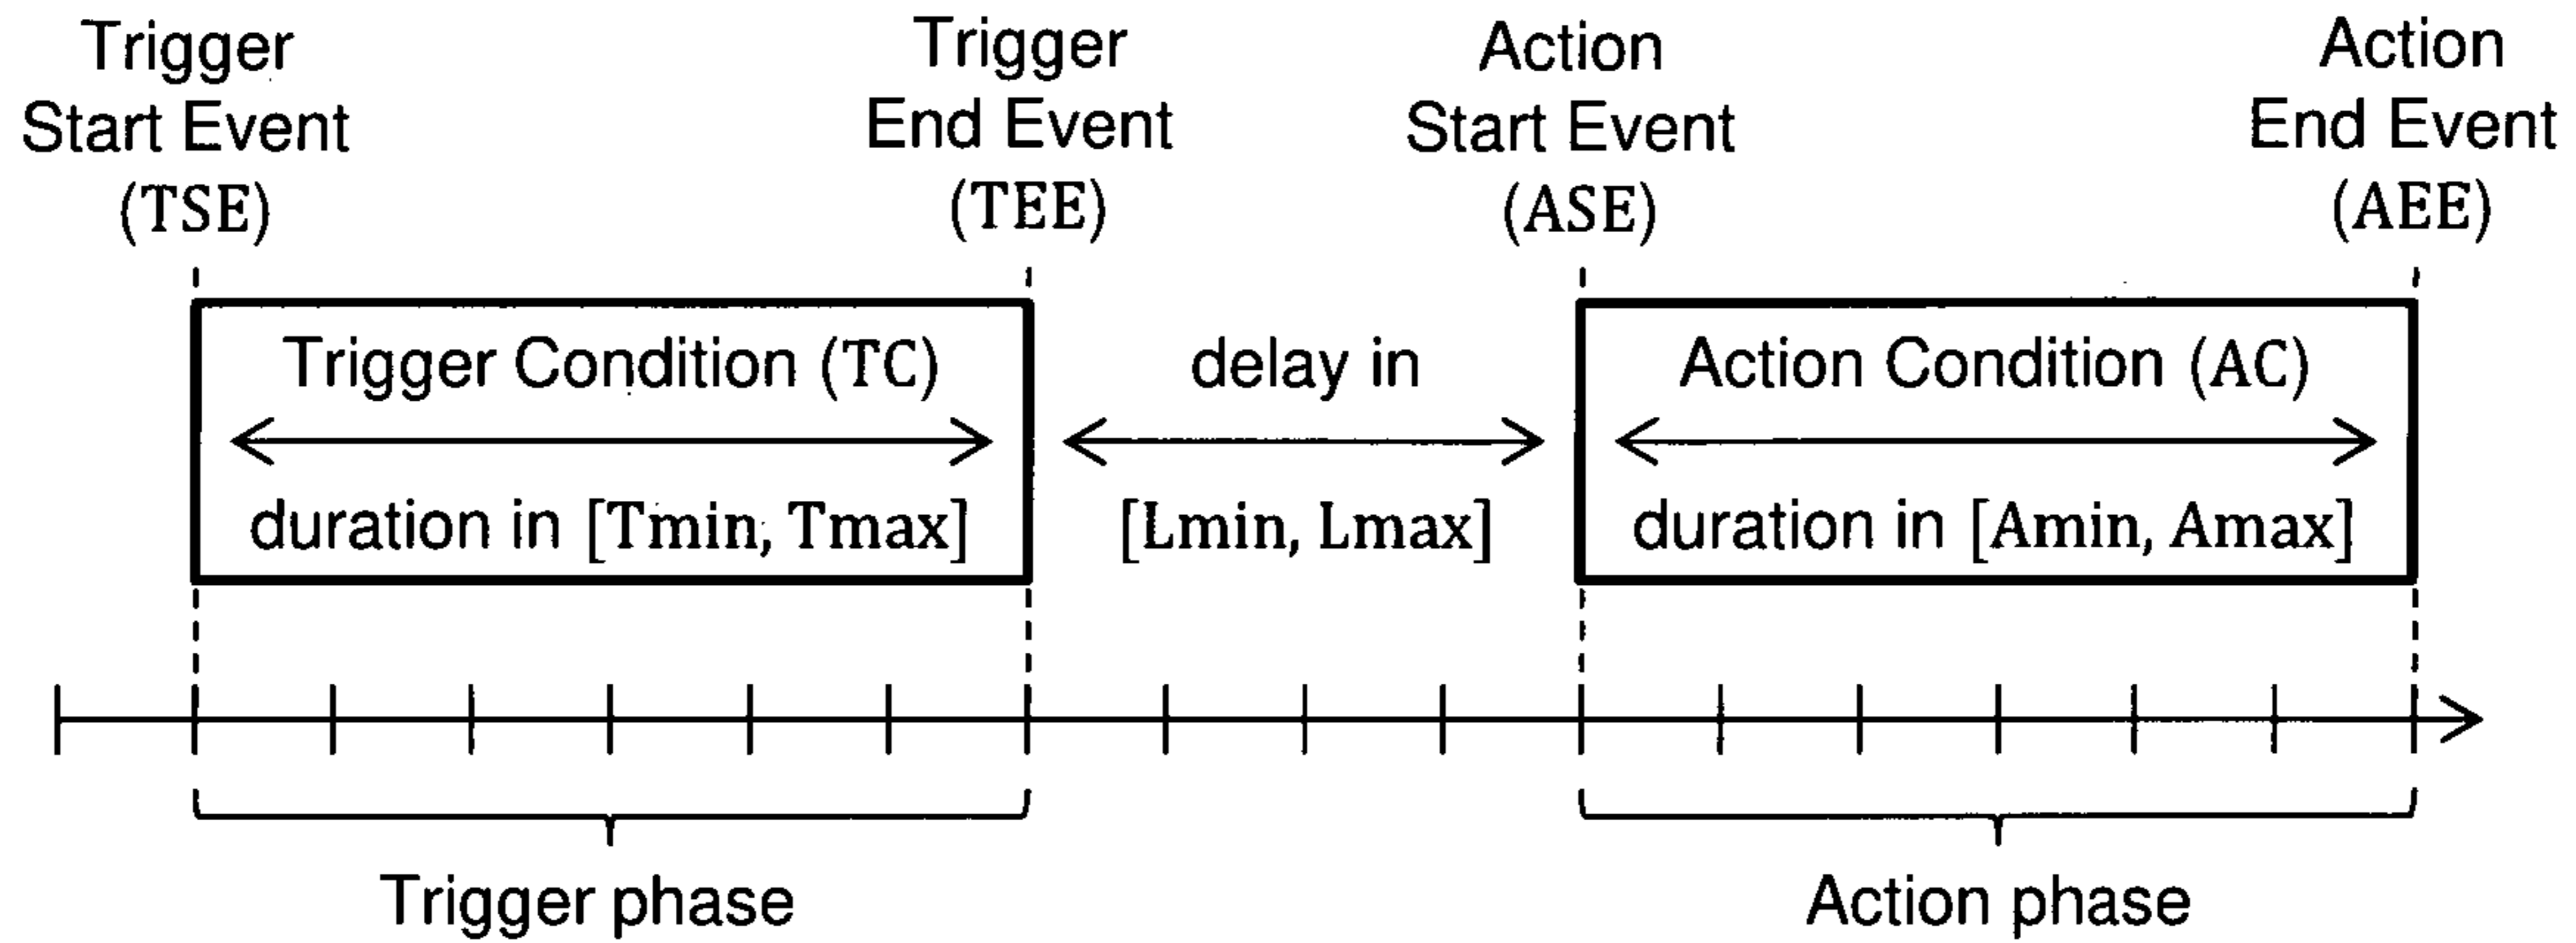 Trigger
Start Event
(TSE)
Trigger
End Event
(TEE)
Action
Start Event
(ASE)
Action
End Event
(AEE)
Trigger Condition (TC)
duration in [Tmin, Tmax]
delay in
[Lmin, Lmax]
Action Condition (AC)
duration in [Amin, Amax]
Trigger phase
Action phase